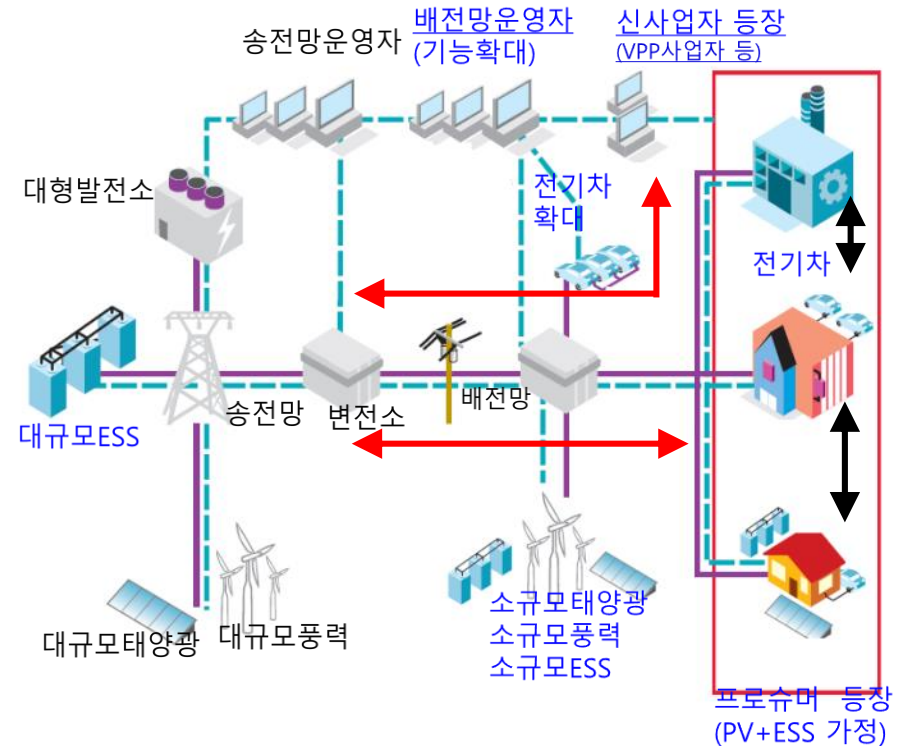 송전망운영자
배전망운영자
(기능확대)
신사업자 등장
(VPP사업자 등)
대형발전소
전기차
확대
전기차
대규모ESS
송전망
변전소
배전망
대규모태양광
대규모풍력
소규모태양광
소규모풍력
소규모ESS
프로슈머 등장
(PV+ESS 가정)